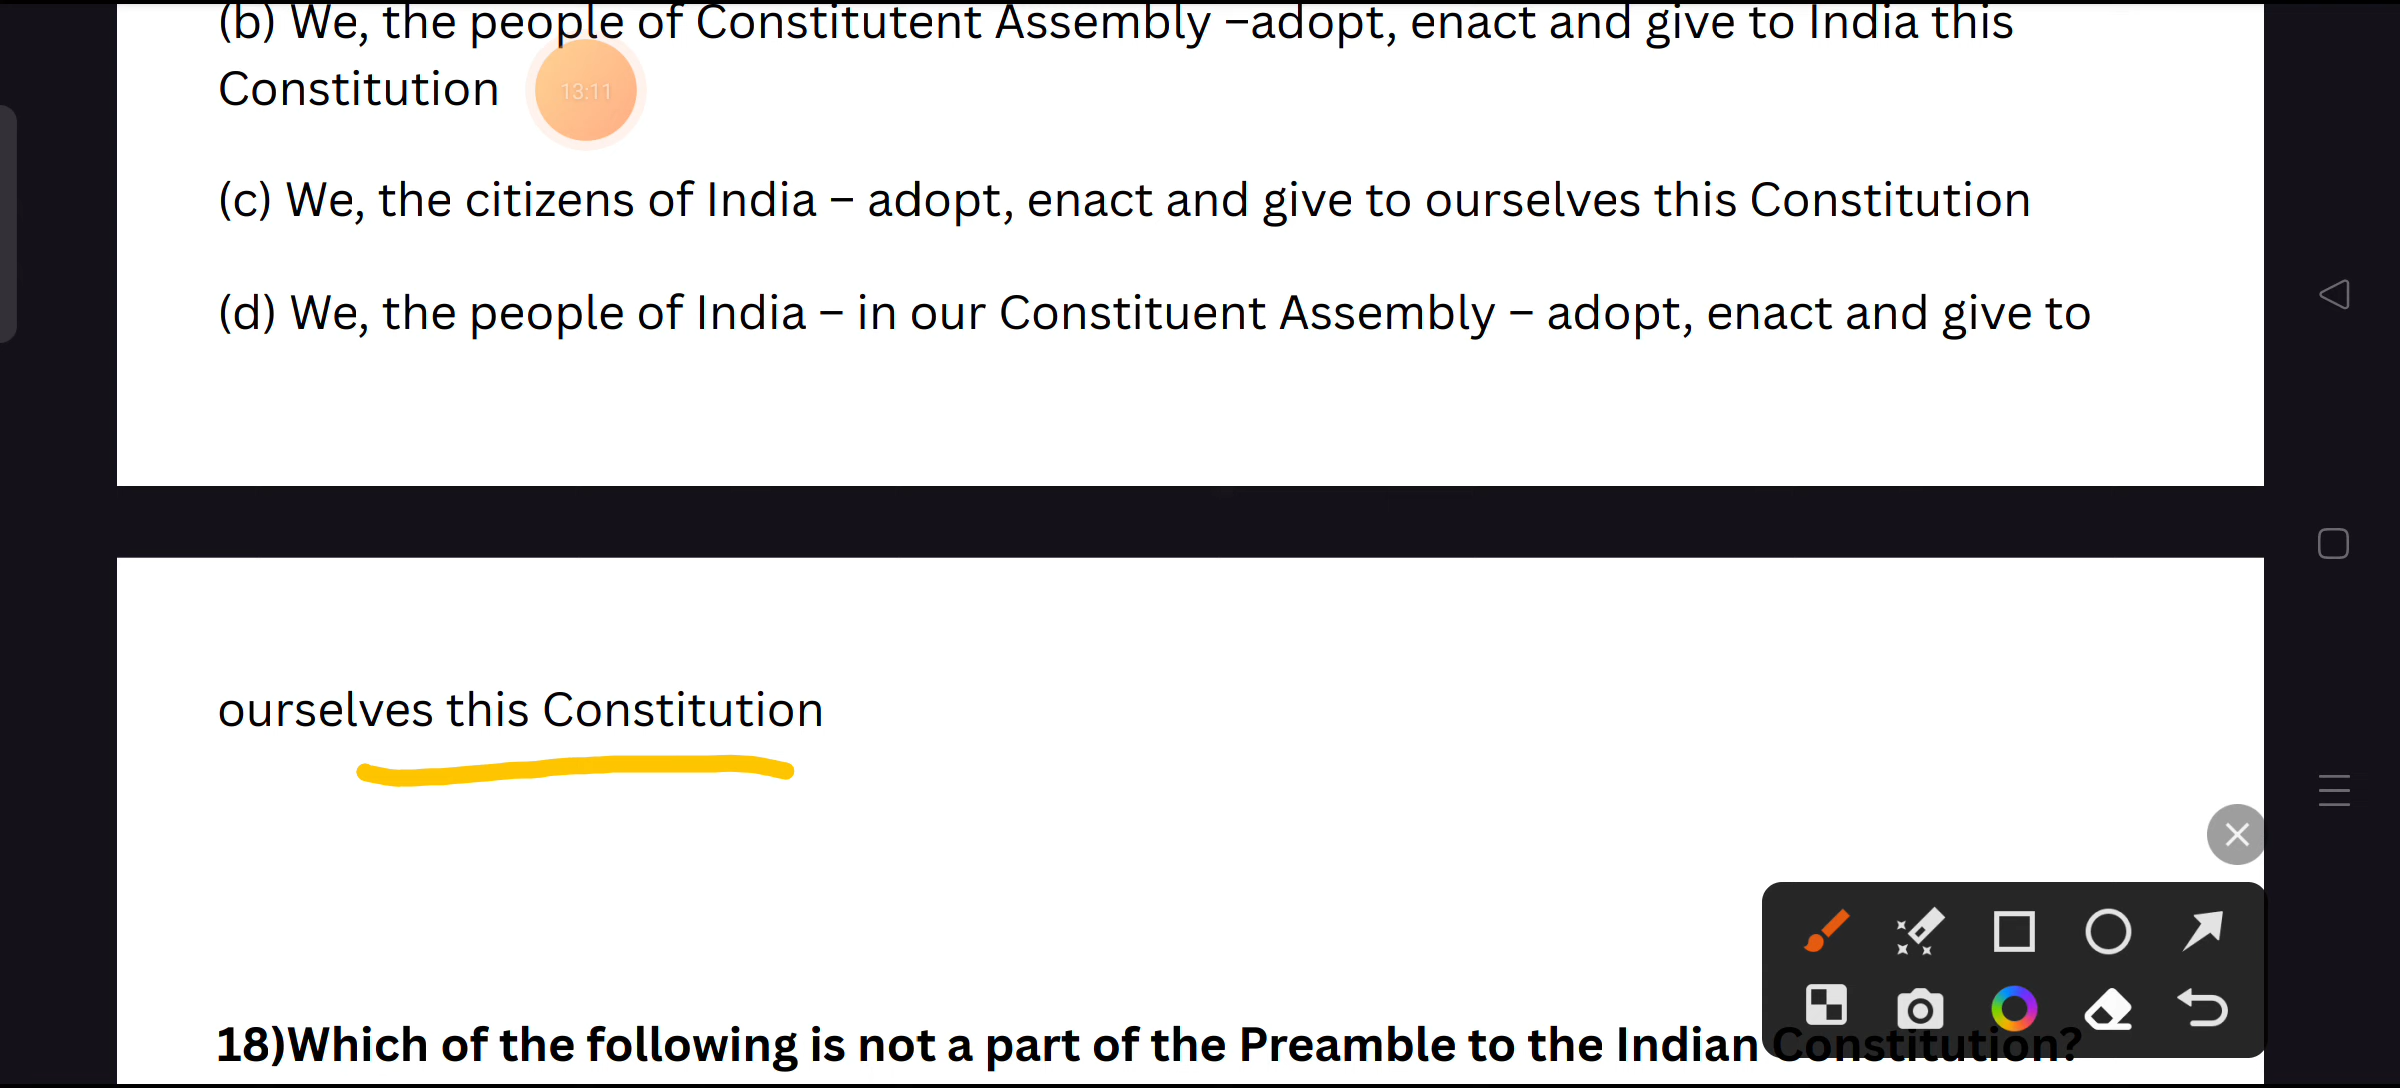 (b) We, the people of Constitutent Assembly –adopt, enact and give to India this
Constitution
13:11
(c) We, the citizens of India – adopt, enact and give to ourselves this Constitution
(d) We, the people of India – in our Constituent Assembly – adopt, enact and give to
ourselves this Constitution
18)Which of the following is not a part of the Preamble to the Indian Constitution?